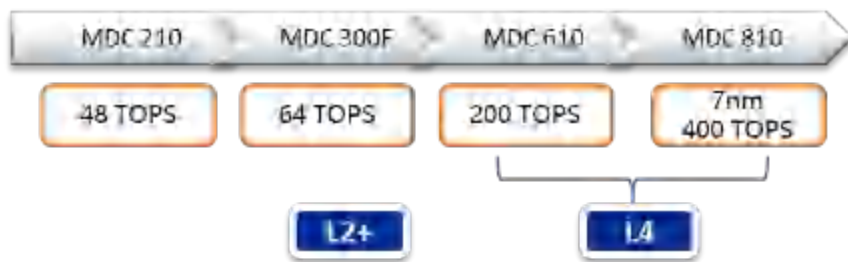 MDC 210
MDC 300F
MDC 610
MDC 810
48 TOPS
64 TOPS
200 TOPS
7nm
400 TOPS
L2+
L4